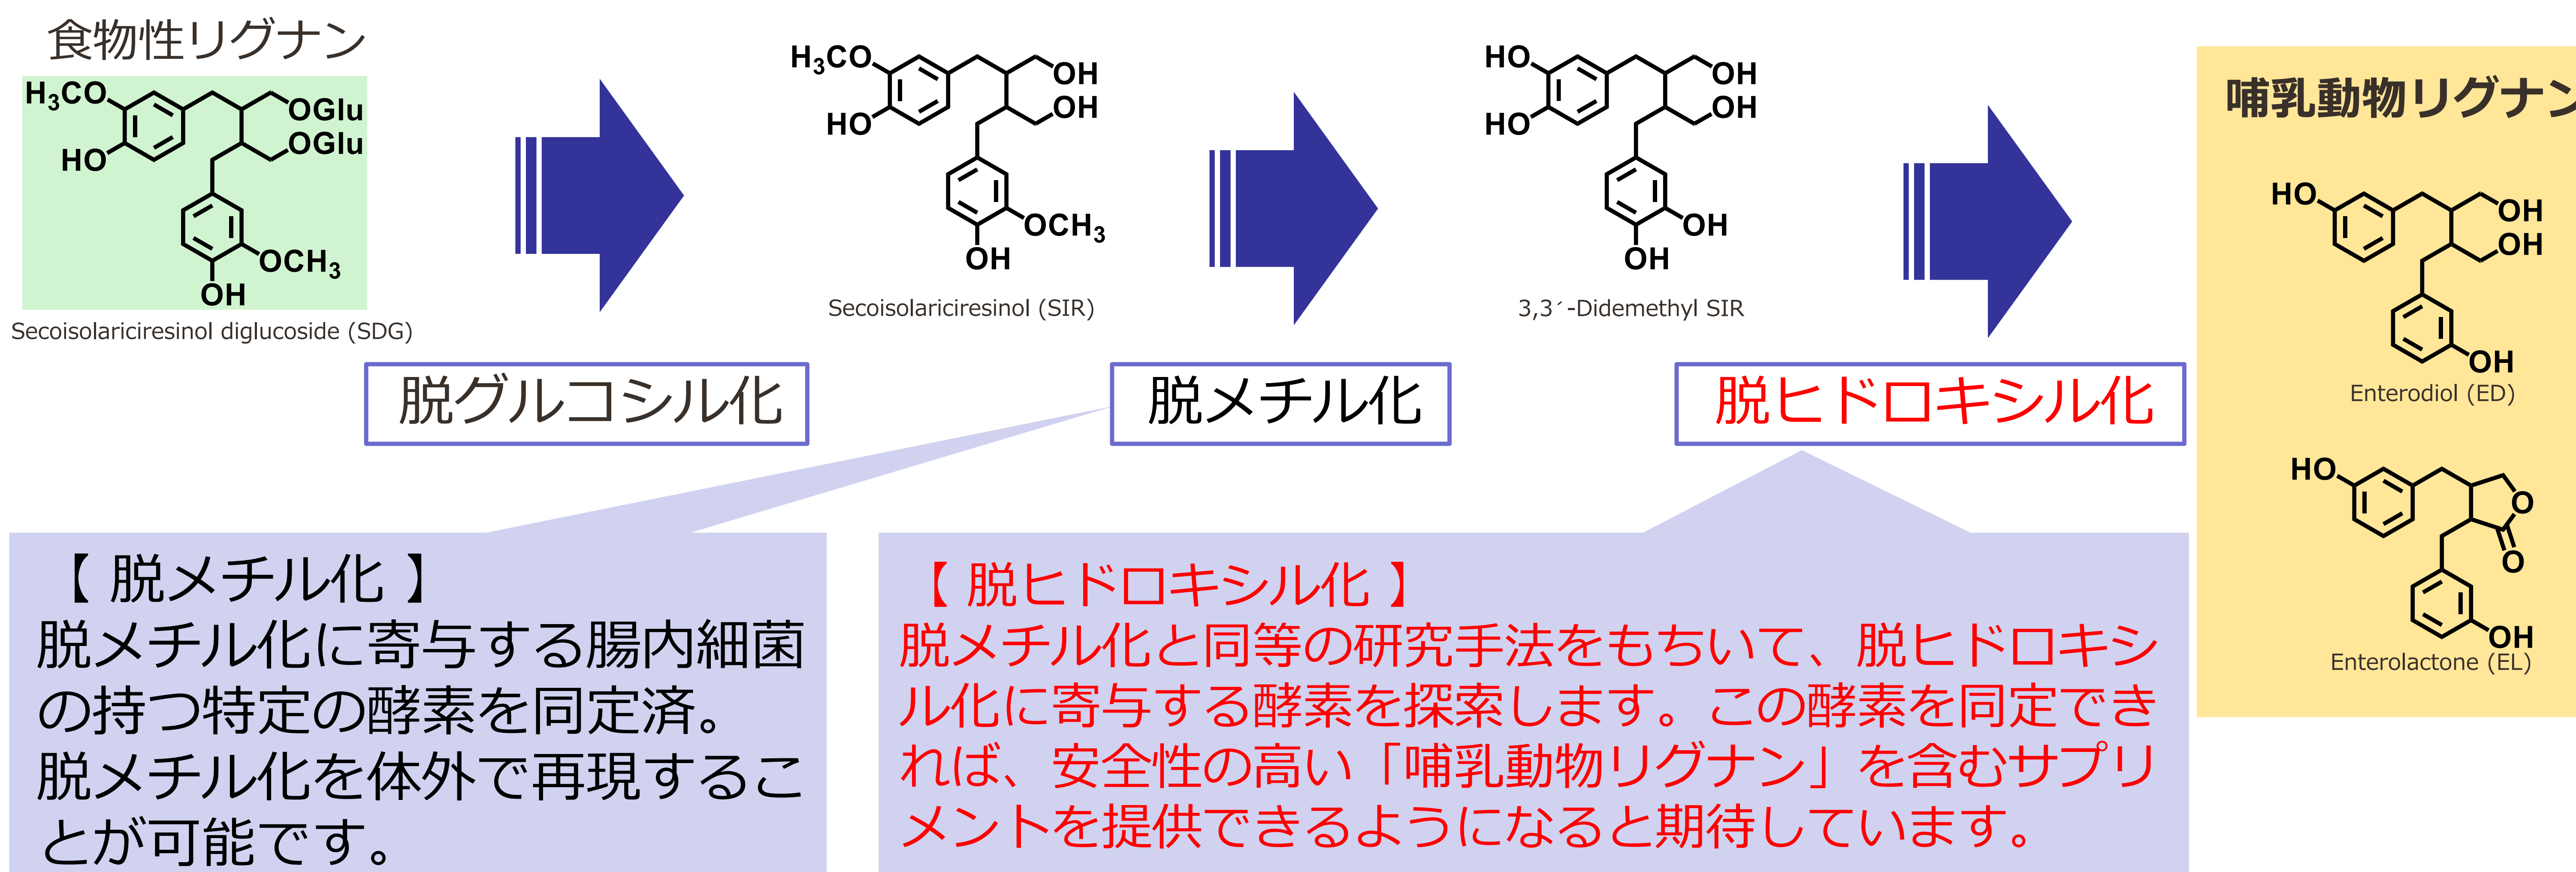 食物性リグナン
H3CO
HO
OGlu
OGlu
OCH3
OH
Secoisolariciresinol diglucoside (SDG)
H3CO
HO
OH
OH
OCH3
OH
Secoisolariciresinol (SIR)
HO
HO
OH
OH
OH
OH
3,3´-Didemethyl SIR
哺乳動物リグナン
HO
OH
OH
OH
Enterodiol (ED)
HO
O
O
OH
Enterolactone (EL)
脱グルコシル化
脱メチル化
脱ヒドロキシル化
【 脱メチル化 】
脱メチル化に寄与する腸内細菌
の持つ特定の酵素を同定済。
脱メチル化を体外で再現するこ
とが可能です。
【 脱ヒドロキシル化 】
脱メチル化と同等の研究手法をもちいて、脱ヒドロキシ
ル化に寄与する酵素を探索します。この酵素を同定でき
れば、安全性の高い「哺乳動物リグナン」を含むサプリ
メントを提供できるようになると期待しています。